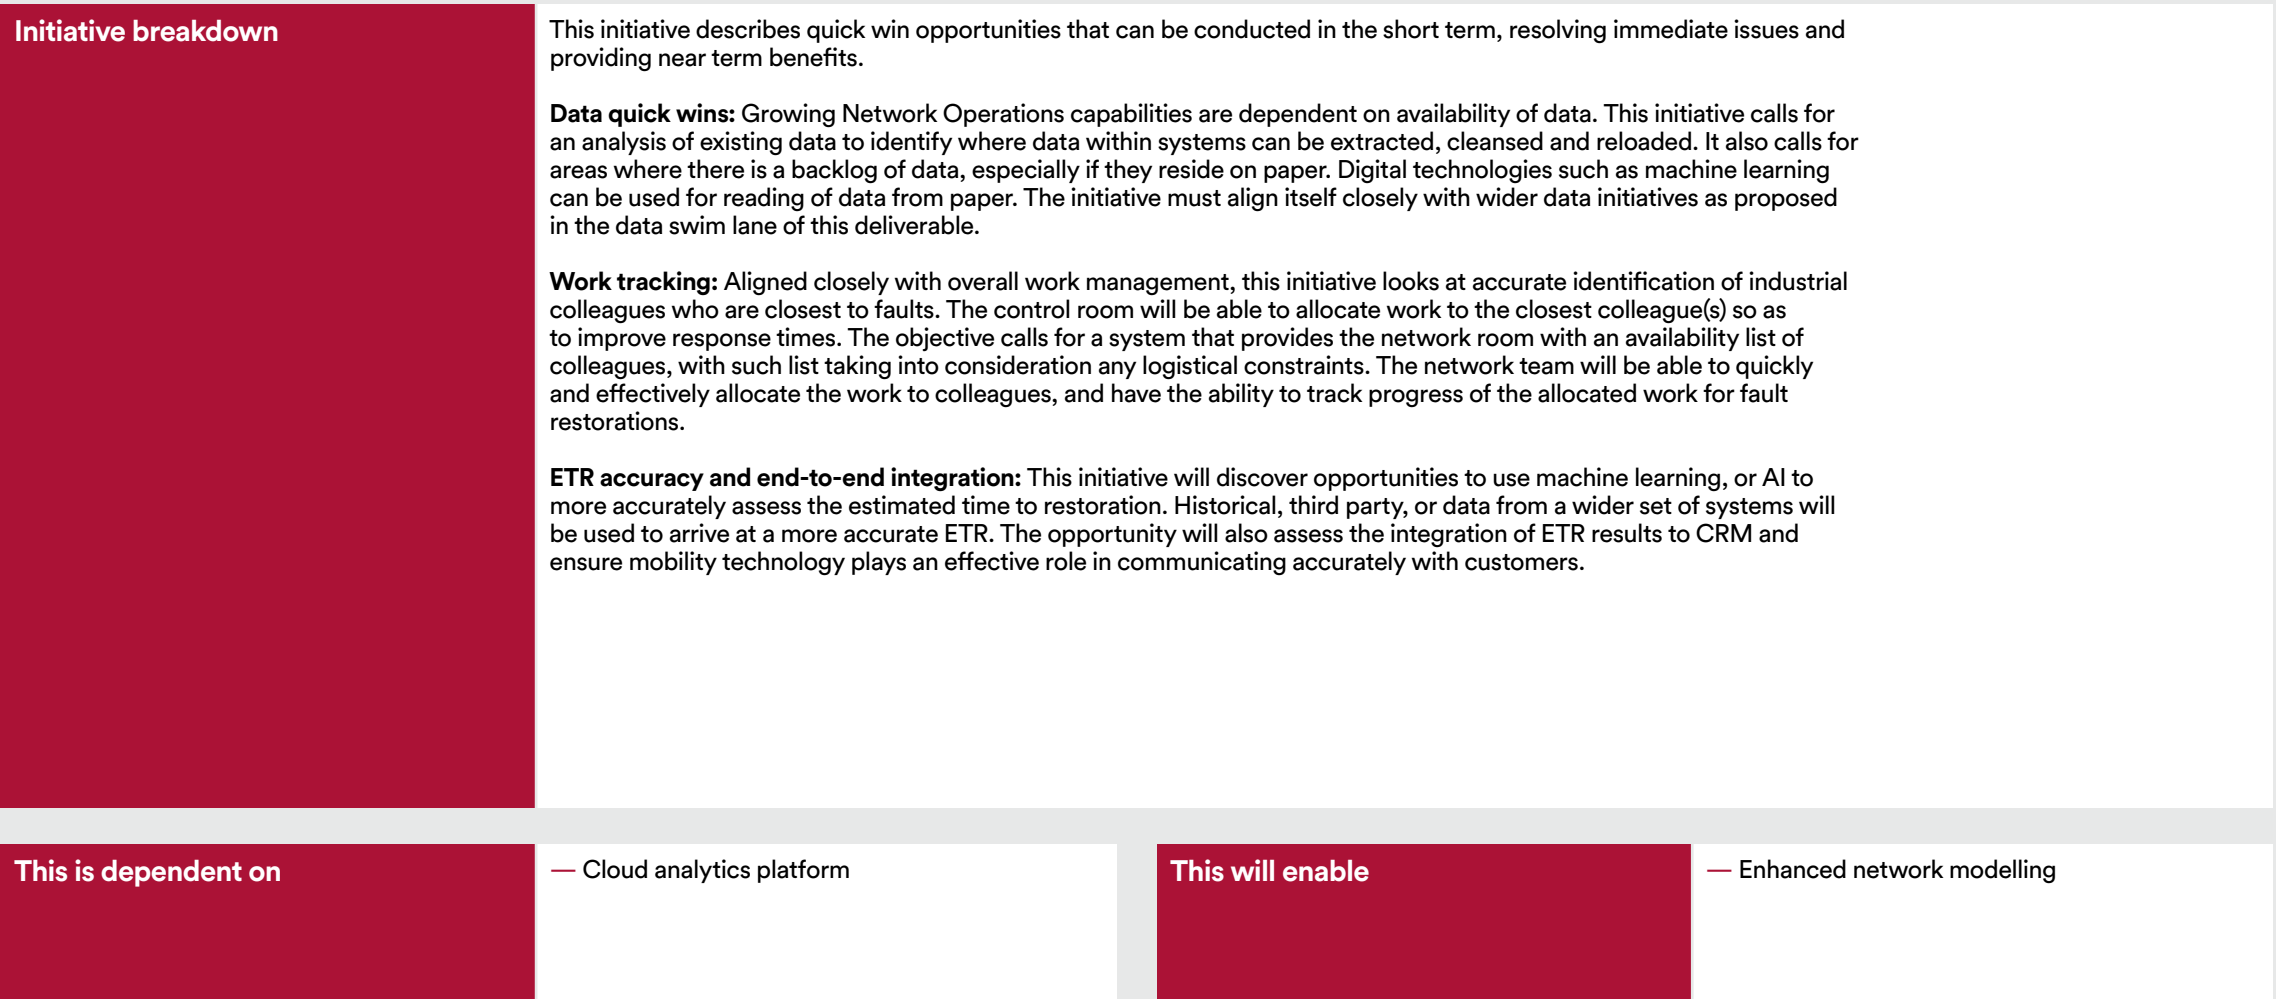 Initiative breakdown
This initiative describes quick win opportunities that can be conducted in the short term, resolving immediate issues and
providing near term benefits.
Data quick wins: Growing Network Operations capabilities are dependent on availability of data. This initiative calls for
an analysis of existing data to identify where data within systems can be extracted, cleansed and reloaded. It also calls for
areas where there is a backlog of data, especially if they reside on paper. Digital technologies such as machine learning
can be used for reading of data from paper. The initiative must align itself closely with wider data initiatives as proposed
in the data swim lane of this deliverable.
Work tracking: Aligned closely with overall work management, this initiative looks at accurate identification of industrial
colleagues who are closest to faults. The control room will be able to allocate work to the closest colleague(s) so as
to improve response times. The objective calls for a system that provides the network room with an availability list of
colleagues, with such list taking into consideration any logistical constraints. The network team will be able to quickly
and effectively allocate the work to colleagues, and have the ability to track progress of the allocated work for fault
restorations.
ETR accuracy and end-to-end integration: This initiative will discover opportunities to use machine learning, or AI to
more accurately assess the estimated time to restoration. Historical, third party, or data from a wider set of systems will
be used to arrive at a more accurate ETR. The opportunity will also assess the integration of ETR results to CRM and
ensure mobility technology plays an effective role in communicating accurately with customers.
This is dependent on
— Cloud analytics platform
This will enable
— Enhanced network modelling